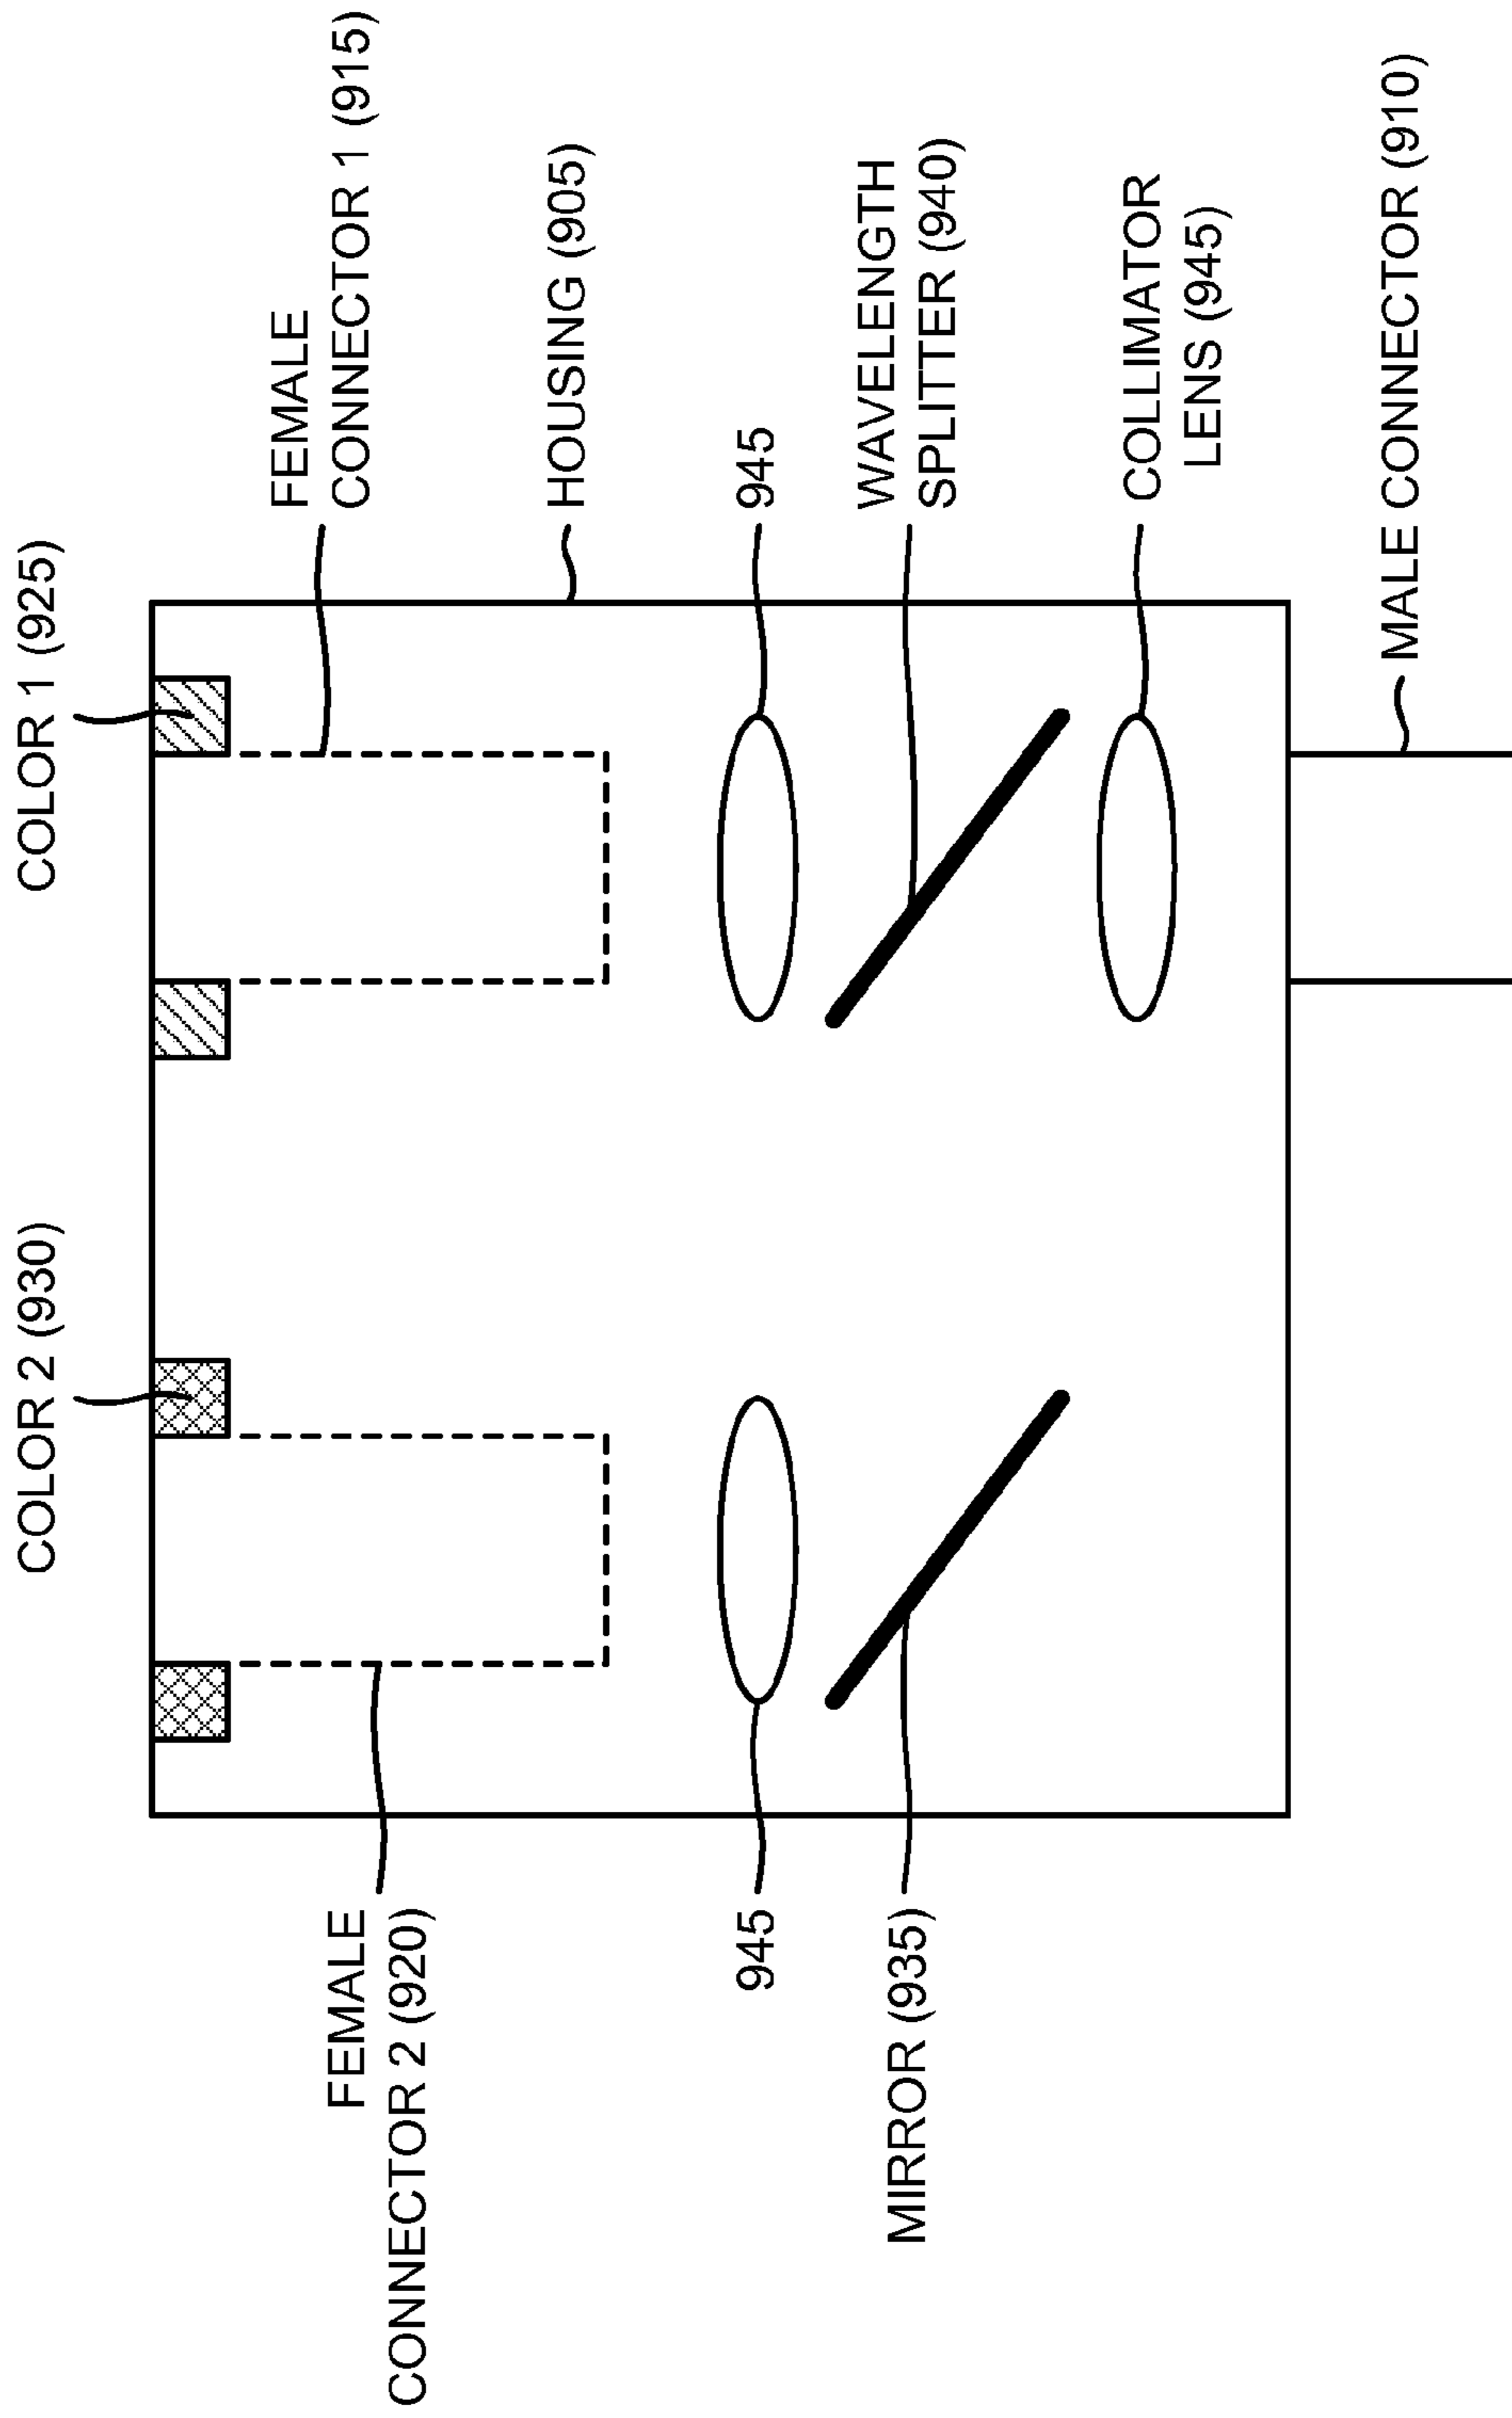 COLOR 2 (930)
COLOR 1 (925)
FEMALE
CONNECTOR 2 (920)
FEMALE
CONNECTOR 1 (915)
HOUSING (905)
945
945
MIRROR (935)
WAVELENGTH
SPLITTER (940)
COLLIMATOR
LENS (945)
MALE CONNECTOR (910)